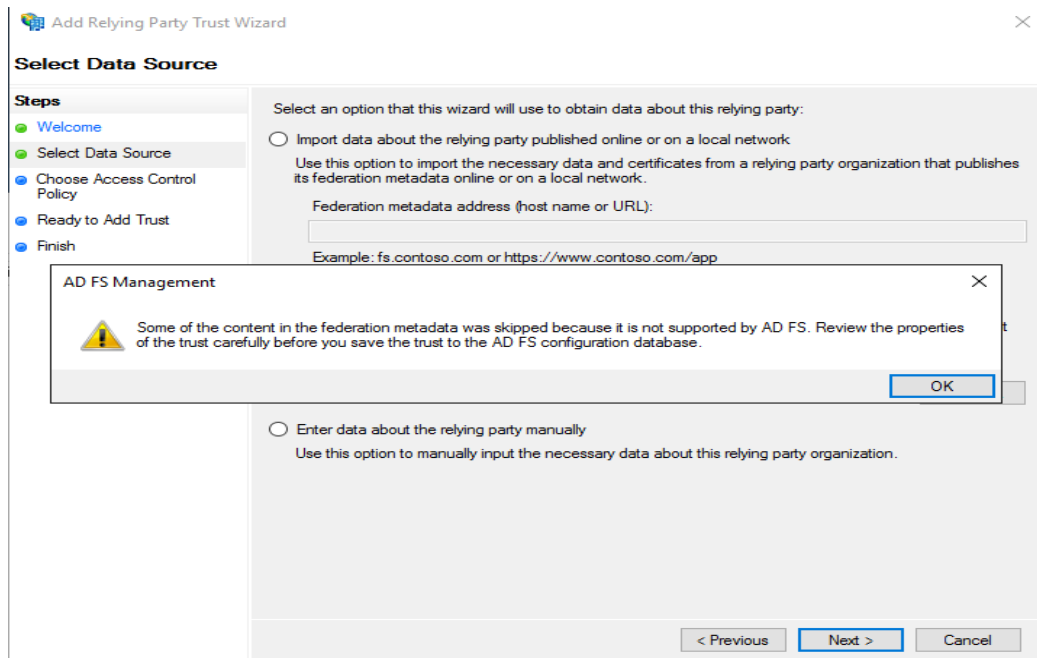 Add Relying Party Trust Wizard
Select Data Source
Steps
Welcome
Select Data Source
Choose Access Control
Policy
Ready to Add Trust
Finish
Select an option that this wizard will use to obtain data about this relying party:
Import data about the relying party published online or on a local network
Use this option to import the necessary data and certificates from a relying party organization that publishes
its federation metadata online or on a local network.
Federation metadata address (host name or URL):
Example: fs.contoso.com or https://www.contoso.com/app
AD FS Management
Some of the content in the federation metadata was skipped because it is not supported by AD FS. Review the properties
of the trust carefully before you save the trust to the AD FS configuration database.
OK
Enter data about the relying party manually
Use this option to manually input the necessary data about this relying party organization.
< Previous
Next >
Cancel